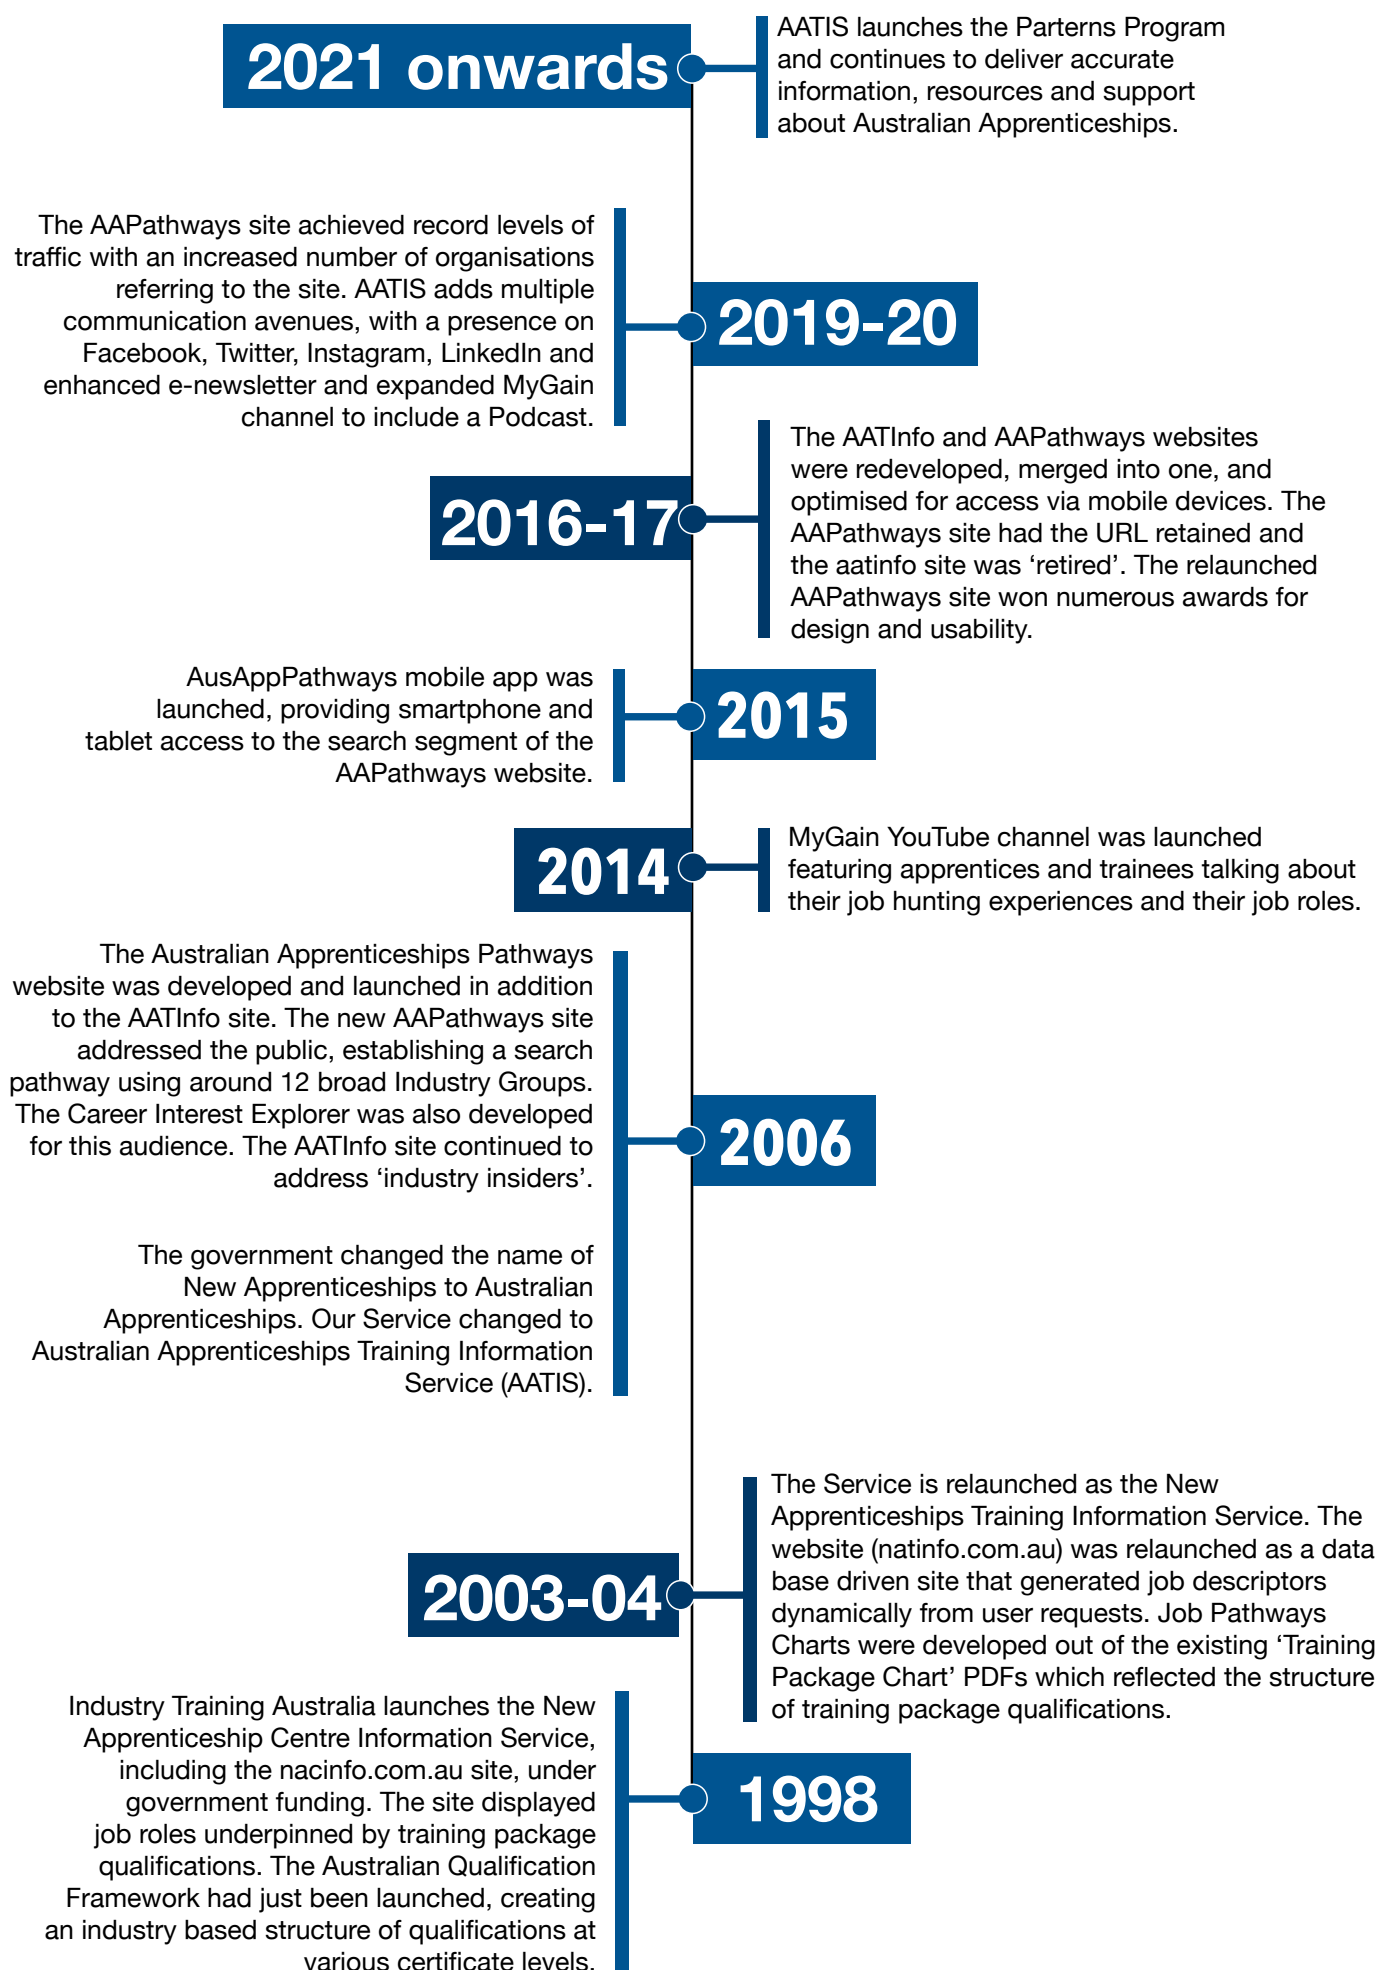 2021 onwards
AATIS launches the Parterns Program
and continues to deliver accurate
information, resources and support
about Australian Apprenticeships.
The AAPathways site achieved record levels of
traffic with an increased number of organisations
referring to the site. AATIS adds multiple
communication avenues, with a presence on
Facebook, Twitter, Instagram, LinkedIn and
enhanced e-newsletter and expanded MyGain
channel to include a Podcast.
2019-20
The AATInfo and AAPathways websites
were redeveloped, merged into one, and
optimised for access via mobile devices. The
AAPathways site had the URL retained and
the aatinfo site was ‘retired’. The relaunched
AAPathways site won numerous awards for
design and usability.
2016-17
AusAppPathways mobile app was
launched, providing smartphone and
tablet access to the search segment of the
AAPathways website.
2015
2014
MyGain YouTube channel was launched
featuring apprentices and trainees talking about
their job hunting experiences and their job roles.
The Australian Apprenticeships Pathways
website was developed and launched in addition
to the AATInfo site. The new AAPathways site
addressed the public, establishing a search
pathway using around 12 broad Industry Groups.
The Career Interest Explorer was also developed
for this audience. The AATInfo site continued to
address ‘industry insiders’.
2006
The government changed the name of
New Apprenticeships to Australian
Apprenticeships. Our Service changed to
Australian Apprenticeships Training Information
Service (AATIS).
2003-04
The Service is relaunched as the New
Apprenticeships Training Information Service. The
website (natinfo.com.au) was relaunched as a data
base driven site that generated job descriptors
dynamically from user requests. Job Pathways
Charts were developed out of the existing ‘Training
Package Chart’ PDFs which reflected the structure
of training package qualifications.
Industry Training Australia launches the New
Apprenticeship Centre Information Service,
including the nacinfo.com.au site, under
government funding. The site displayed
job roles underpinned by training package
qualifications. The Australian Qualification
Framework had just been launched, creating
an industry based structure of qualifications at
various certificate levels.
1998